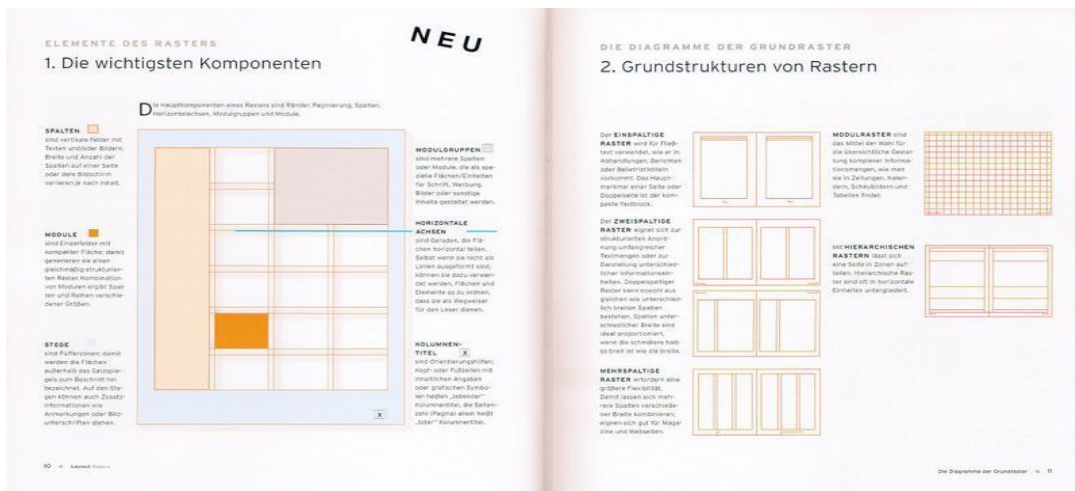 ELEMENTE DES RASTERS
1. Die wichtigsten Komponenten
NEU
Die Hauptkomponenten eines Rasters sind Ränder, Paginierung, Spalten,
Horizontalachsen, Modulgruppen und Module.
SPALTEN
sind vertikale Felder mit
Texten und/oder Bildern.
Breite und Anzahl der
Spalten auf einer Seite
oder dem Bildschirm
variieren je nach Inhalt.
MODULE
sind Einzelfelder mit
kompakter Fläche; damit
generieren sie einen
gleichmäßig strukturier-
ten Raster. Kombination
von Modulen ergibt Spal-
ten und Reihen verschie-
dener Größen.
STEGE
sind Pufferzonen; damit
werden die Flächen
außerhalb des Satzspie-
gels zum Beschnitt hin
bezeichnet. Auf den Ste-
gen können auch Zusatz-
informationen wie
Anmerkungen oder Bild-
unterschriften stehen.
X
MODULGRUPPEN
sind mehrere Spalten
oder Module, die als spe-
zielle Flächen/Einheiten
für Schrift, Werbung,
Bilder oder sonstige
Inhalte gestaltet werden.
HORIZONTALE
ACHSEN
sind Geraden, die Flä-
chen horizontal teilen.
Selbst wenn sie nicht als
Linien ausgeformt sind,
können sie dazu verwen-
det werden, Flächen und
Elemente so zu ordnen,
dass sie als Wegweiser
für den Leser dienen.
KOLUMNEN-
TITEL X
sind Orientierungshilfen;
Kopf- oder Fußzeilen mit
inhaltlichen Angaben
oder grafischen Symbo-
len heißen „lebender"
Kolumnentitel, die Seiten-
zahl (Pagina) allein heißt
„toter" Kolumnentitel.
10 Layout Basics
DIE DIAGRAMME DER GRUNDRASTER
2. Grundstrukturen von Rastern
Der EINSPALTIGE
RASTER wird für Fließ-
text verwendet, wie er in
Abhandlungen, Berichten
oder Belletristiktiteln
vorkommt. Das Haupt-
merkmal einer Seite oder
Doppelseite ist der kom-
pakte Textblock.
Der ZWEISPALTIGE
RASTER eignet sich zur
strukturierten Anord-
nung umfangreicher
Textmengen oder zur
Darstellung unterschied-
licher Informationsein-
heiten. Doppelspaltiger
Raster kann sowohl aus
gleichen wie unterschied-
lich breiten Spalten
bestehen. Spalten unter-
schiedlicher Breite sind
ideal proportioniert,
wenn die schmälere halb
so breit ist wie die breite.
MEHRSPALTIGE
RASTER erfordern eine
größere Flexibilität.
Damit lassen sich meh-
rere Spalten verschiede-
ner Breite kombinieren;
eignen sich gut für Maga-
zine und Webseiten.
MODULRASTER sind
das Mittel der Wahl für
die übersichtliche Gestal-
tung komplexer Informa-
tionsmengen, wie man
sie in Zeitungen, Kalen-
dern, Schaubildern und
Tabellen findet.
Mit HIERARCHISCHEN
RASTERN lässt sich
eine Seite in Zonen auf-
teilen. Hierarchische Ras-
ter sind oft in horizontale
Einheiten untergliedert.
Die Diagramme der Grundraster 11